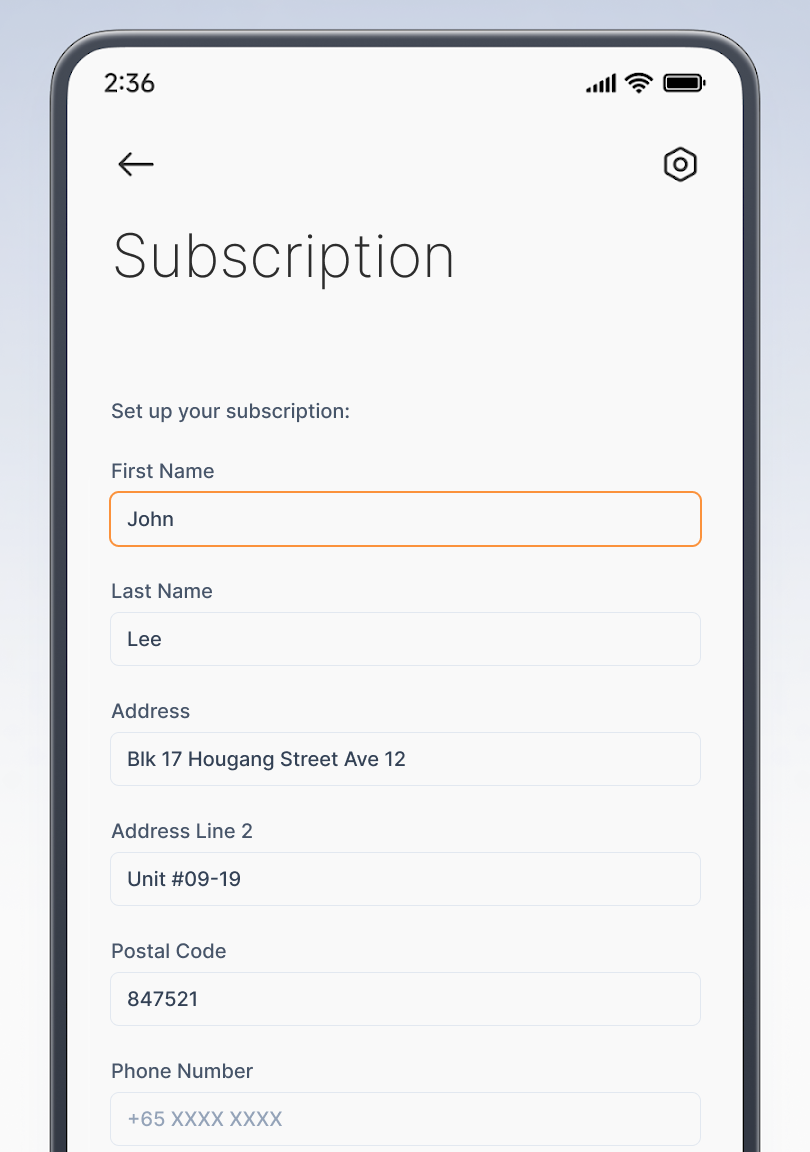 2:36
Subscription
Set up your subscription:
First Name
John
Last Name
Lee
Address
Blk 17 Hougang Street Ave 12
Address Line 2
Unit #09-19
Postal Code
847521
Phone Number
+65 XXXX XXXX